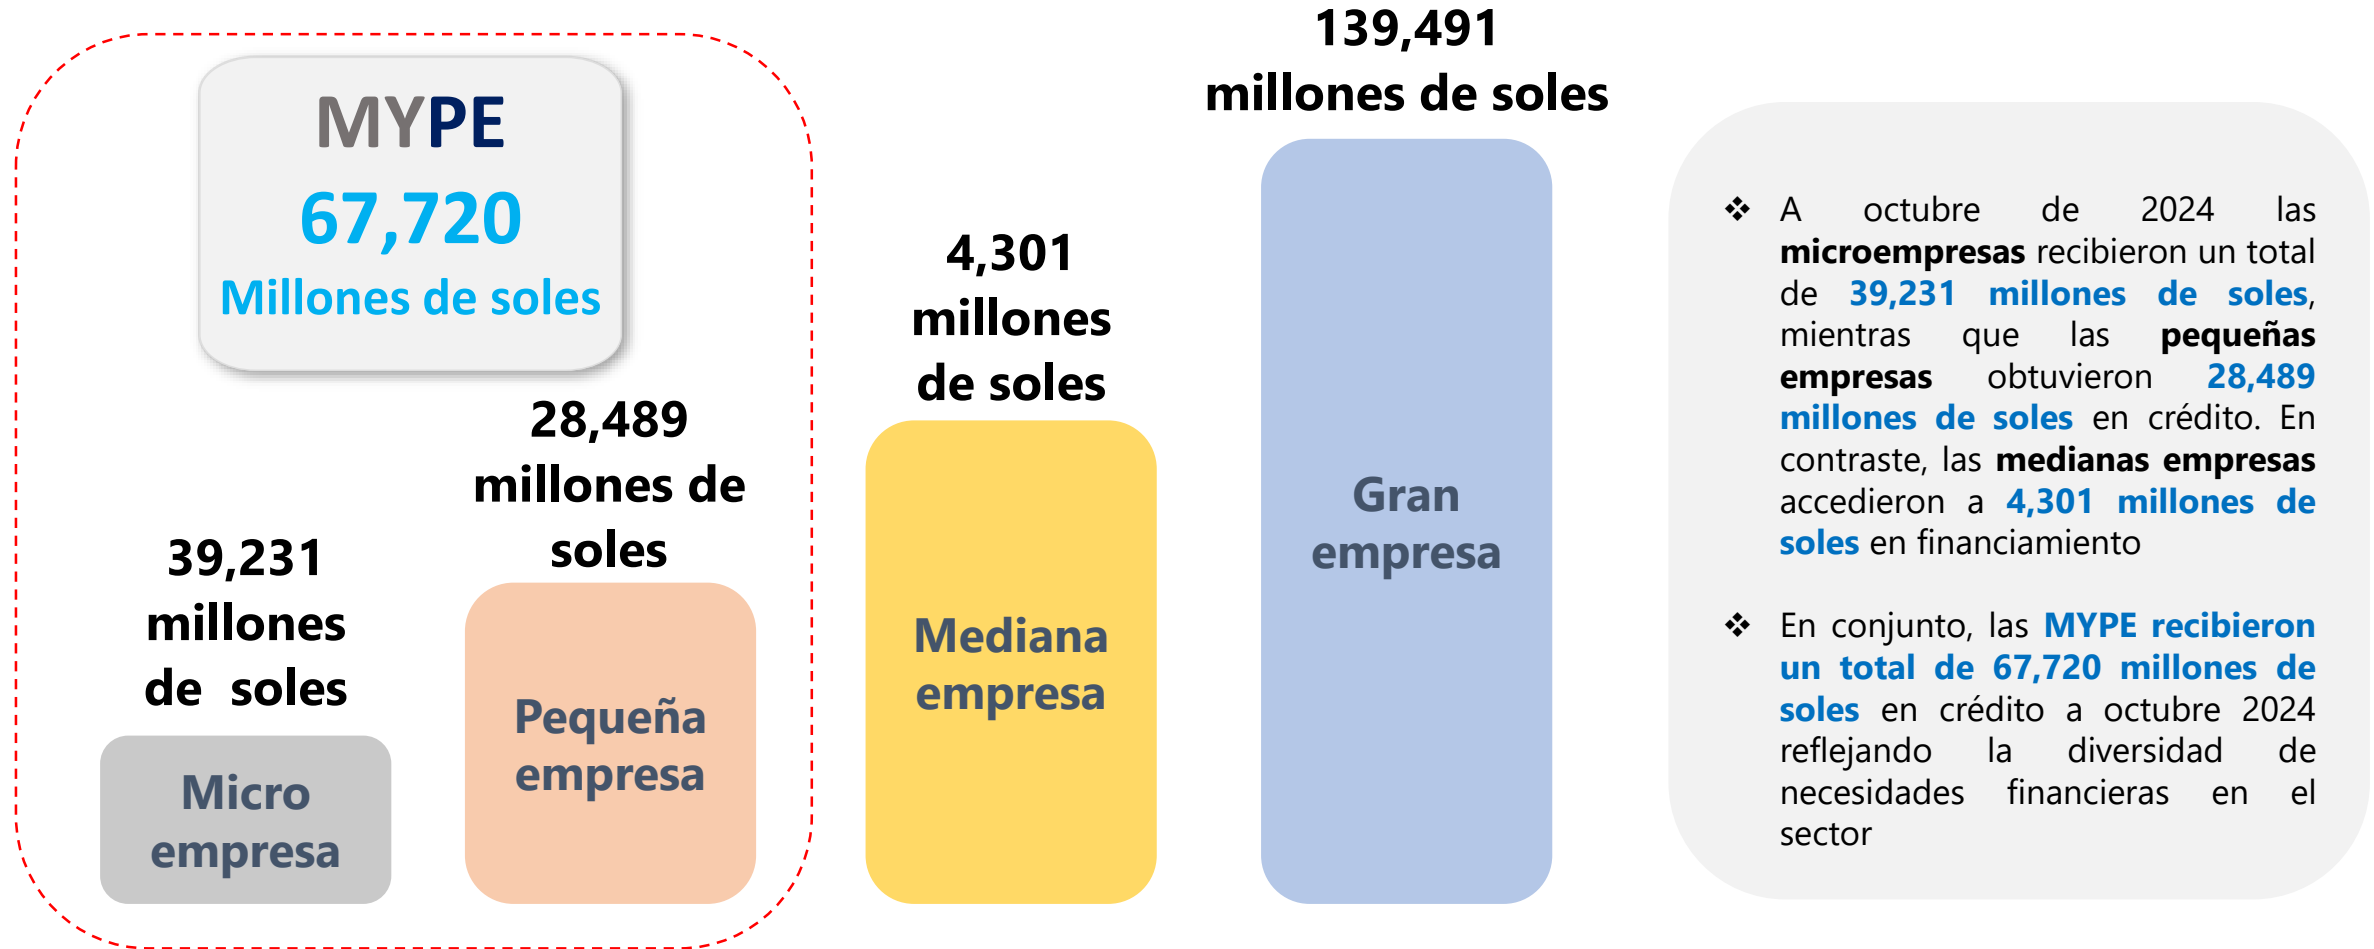 MYPE
67,720
Millones de soles
39,231
millones
de soles
Micro
empresa
28,489
millones de
soles
Pequeña
empresa
4,301
millones
de soles
Mediana
empresa
139,491
millones de soles
Gran
empresa
❖ A octubre de 2024 las
microempresas recibieron un total
de 39,231 millones de soles,
mientras que las pequeñas
empresas obtuvieron 28,489
millones de soles en crédito. En
contraste, las medianas empresas
accedieron a 4,301 millones de
soles en financiamiento
❖ En conjunto, las MYPE recibieron
un total de 67,720 millones de
soles en crédito a octubre 2024
reflejando la diversidad de
necesidades financieras en el
sector